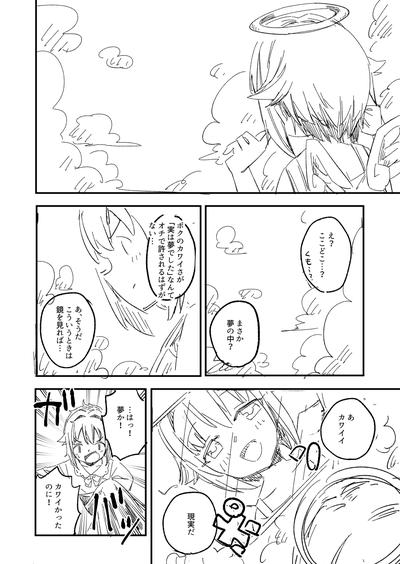 え？
ここどこ…？
くも…？
まさか
夢の中？
ボクのカワイさが
「実は夢でした」なんて
オチで許されるはずが
ない…
あ、そうだ
こういうときは
鏡を見れば…
あ
カワイイ
現実だ
ポッ
…はっ！
夢か！
カワイかった
のに！
ガバッ